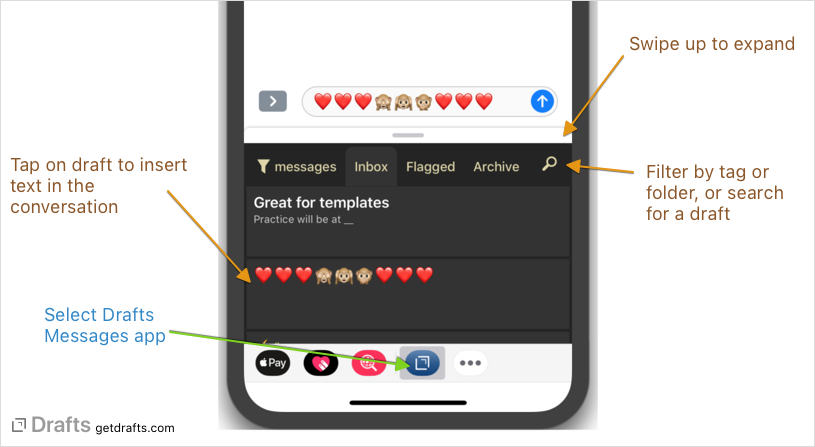 Swipe up to expand
❤️❤️❤️🙈🙉🙊❤️❤️❤️
messages Inbox Flagged Archive
Tap on draft to insert
text in the
conversation
Filter by tag or
folder, or search
for a draft
Great for templates
Practice will be at __
❤️❤️❤️🙈🙉🙊❤️❤️❤️
Select Drafts
Messages app
Pay
Drafts getdrafts.com